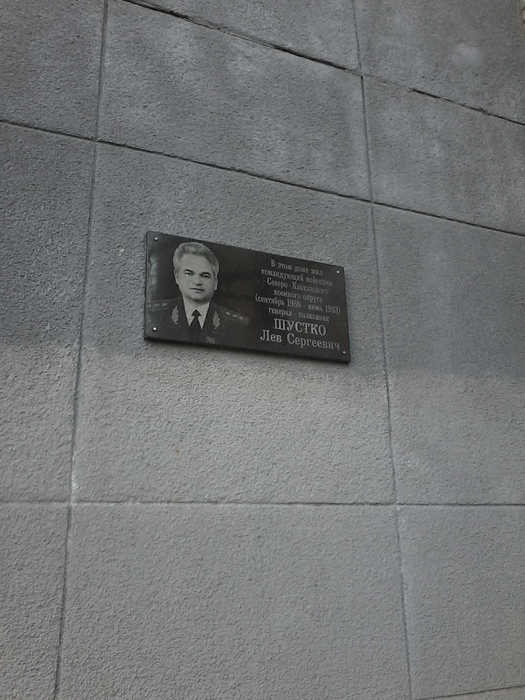 В этом доме жил
командующий войсками
Северо-Кавказского
военного округа
(сентябрь 1986 - июнь 1993)
генерал - полковник
ШУСТКО
Лев Сергеевич